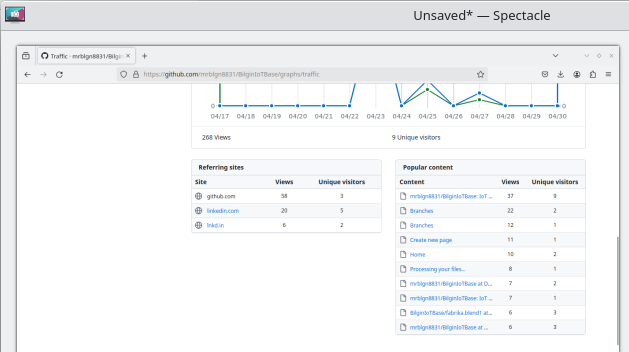 Unsaved* — Spectacle
Traffic · mrblgn8831/Bilgin
https://github.com/mrblgn8831/BilginIoTBase/graphs/traffic
0 0
04/17 04/18 04/19 04/20 04/21 04/22 04/23 04/24 04/25 04/26 04/27 04/28 04/29 04/30
268 Views 9 Unique visitors
Referring sites
Site Views Unique visitors
github.com 58 3
linkedin.com 20 5
lnkd.in 6 2
Popular content
Content Views Unique visitors
mrblgn8831/BilginIoTBase: IoT ... 37 9
Branches 22 2
Branches 12 1
Create new page 11 1
Home 10 2
Processing your files... 8 1
mrblgn8831/BilginIoTBase at D... 7 2
mrblgn8831/BilginIoTBase: IoT ... 7 1
BilginIoTBase/fabrika.blend1 at... 6 3
mrblgn8831/BilginIoTBase at ... 6 3